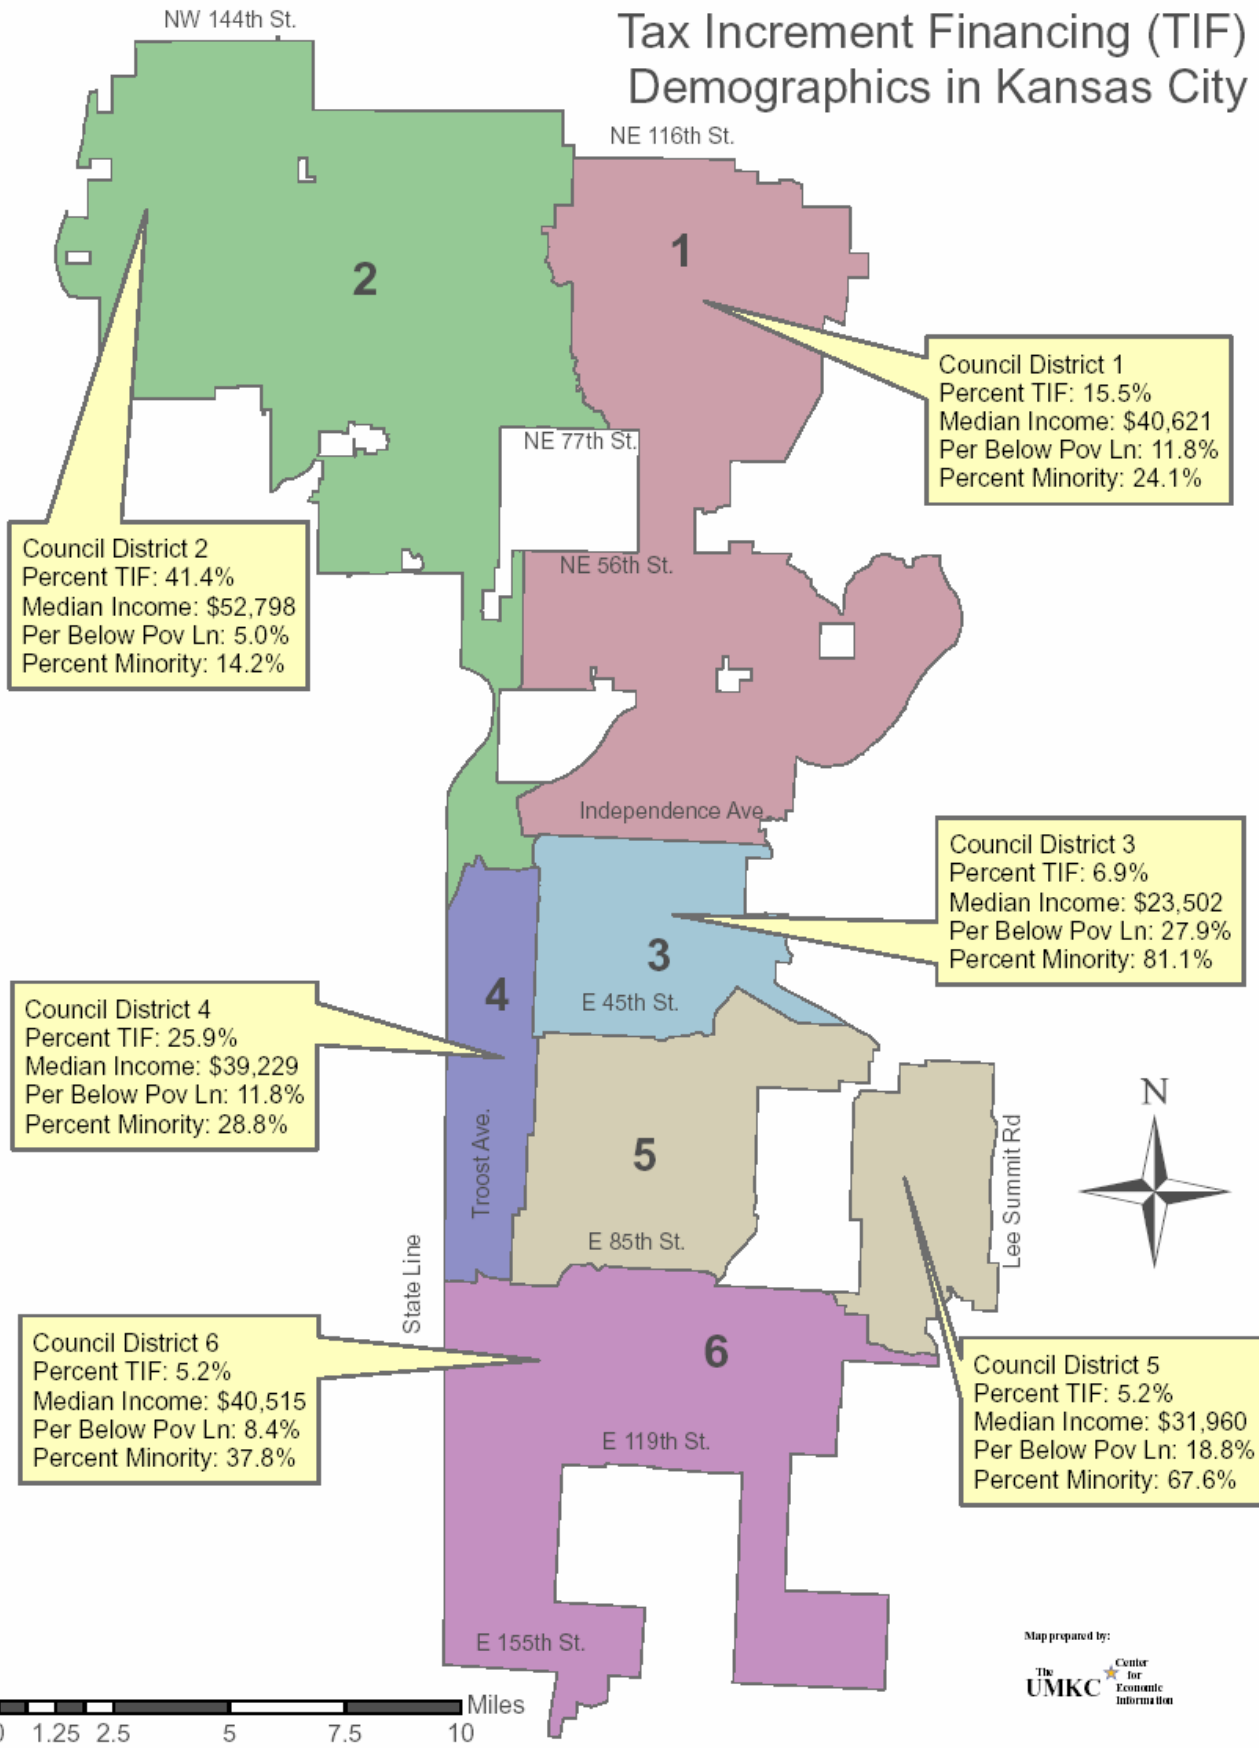 NW 144th St.
Tax Increment Financing (TIF)
Demographics in Kansas City
NE 116th St.
1
2
Council District 1
Percent TIF: 15.5%
Median Income: $40,621
Per Below Pov Ln: 11.8%
Percent Minority: 24.1%
NE 77th St.
Council District 2
Percent TIF: 41.4%
Median Income: $52,798
Per Below Pov Ln: 5.0%
Percent Minority: 14.2%
NE 56th St.
Independence Ave.
Council District 3
Percent TIF: 6.9%
Median Income: $23,502
Per Below Pov Ln: 27.9%
Percent Minority: 81.1%
3
4
E 45th St.
Council District 4
Percent TIF: 25.9%
Median Income: $39,229
Per Below Pov Ln: 11.8%
Percent Minority: 28.8%
N
Troost Ave.
5
Lee Summit Rd
E 85th St.
State Line
Council District 6
Percent TIF: 5.2%
Median Income: $40,515
Per Below Pov Ln: 8.4%
Percent Minority: 37.8%
6
Council District 5
Percent TIF: 5.2%
Median Income: $31,960
Per Below Pov Ln: 18.8%
Percent Minority: 67.6%
E 119th St.
E 155th St.
Map prepared by:
The
UMKC
Center
for
Economic
Information
Miles
0 1.25 2.5 5 7.5 10